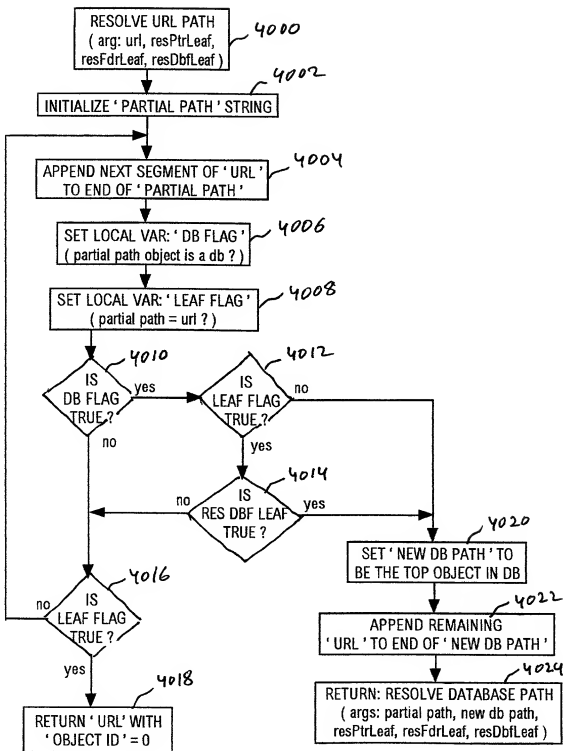 RESOLVE URL PATH
( arg: url, resPtrLeaf,
resFdrLeaf, resDbfLeaf )
4000
4002
INITIALIZE ' PARTIAL PATH ' STRING
APPEND NEXT SEGMENT OF ' URL '
TO END OF ' PARTIAL PATH '
4004
SET LOCAL VAR: ' DB FLAG '
( partial path object is a db ? )
4006
SET LOCAL VAR: ' LEAF FLAG '
( partial path = url ? )
4008
4010
IS
DB FLAG
TRUE ?
yes
no
4012
IS
LEAF FLAG
TRUE ?
no
yes
4014
IS
RES DBF LEAF
TRUE ?
no
yes
4016
IS
LEAF FLAG
TRUE ?
no
yes
4018
RETURN ' URL' WITH
' OBJECT ID ' = 0
4020
SET ' NEW DB PATH ' TO
BE THE TOP OBJECT IN DB
4022
APPEND REMAINING
' URL ' TO END OF ' NEW DB PATH '
4024
RETURN: RESOLVE DATABASE PATH
( args: partial path, new db path,
resPtrLeaf, resFdrLeaf, resDbfLeaf )